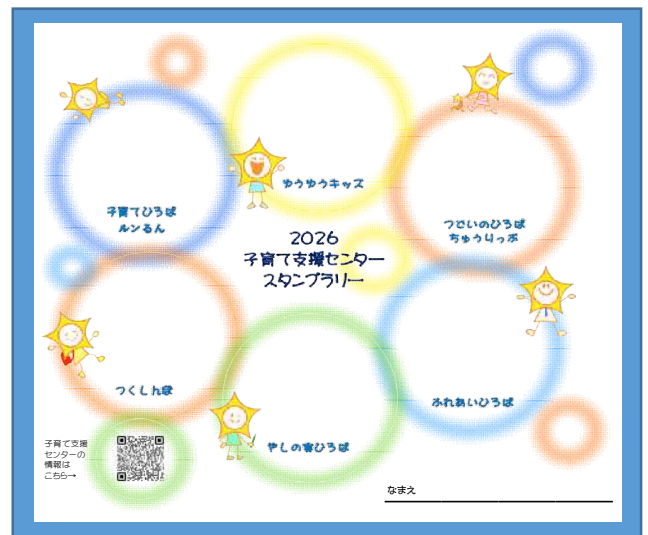 ゆうゆうキッズ
子育てひろば
ルンるん
つどいのひろば
ちゅうりっぷ
2026
子育て支援センター
スタンプラリー
つくしんぼ
ふれあいひろば
やしの実ひろば
子育て支援
センターの
情報は
こちら→
なまえ